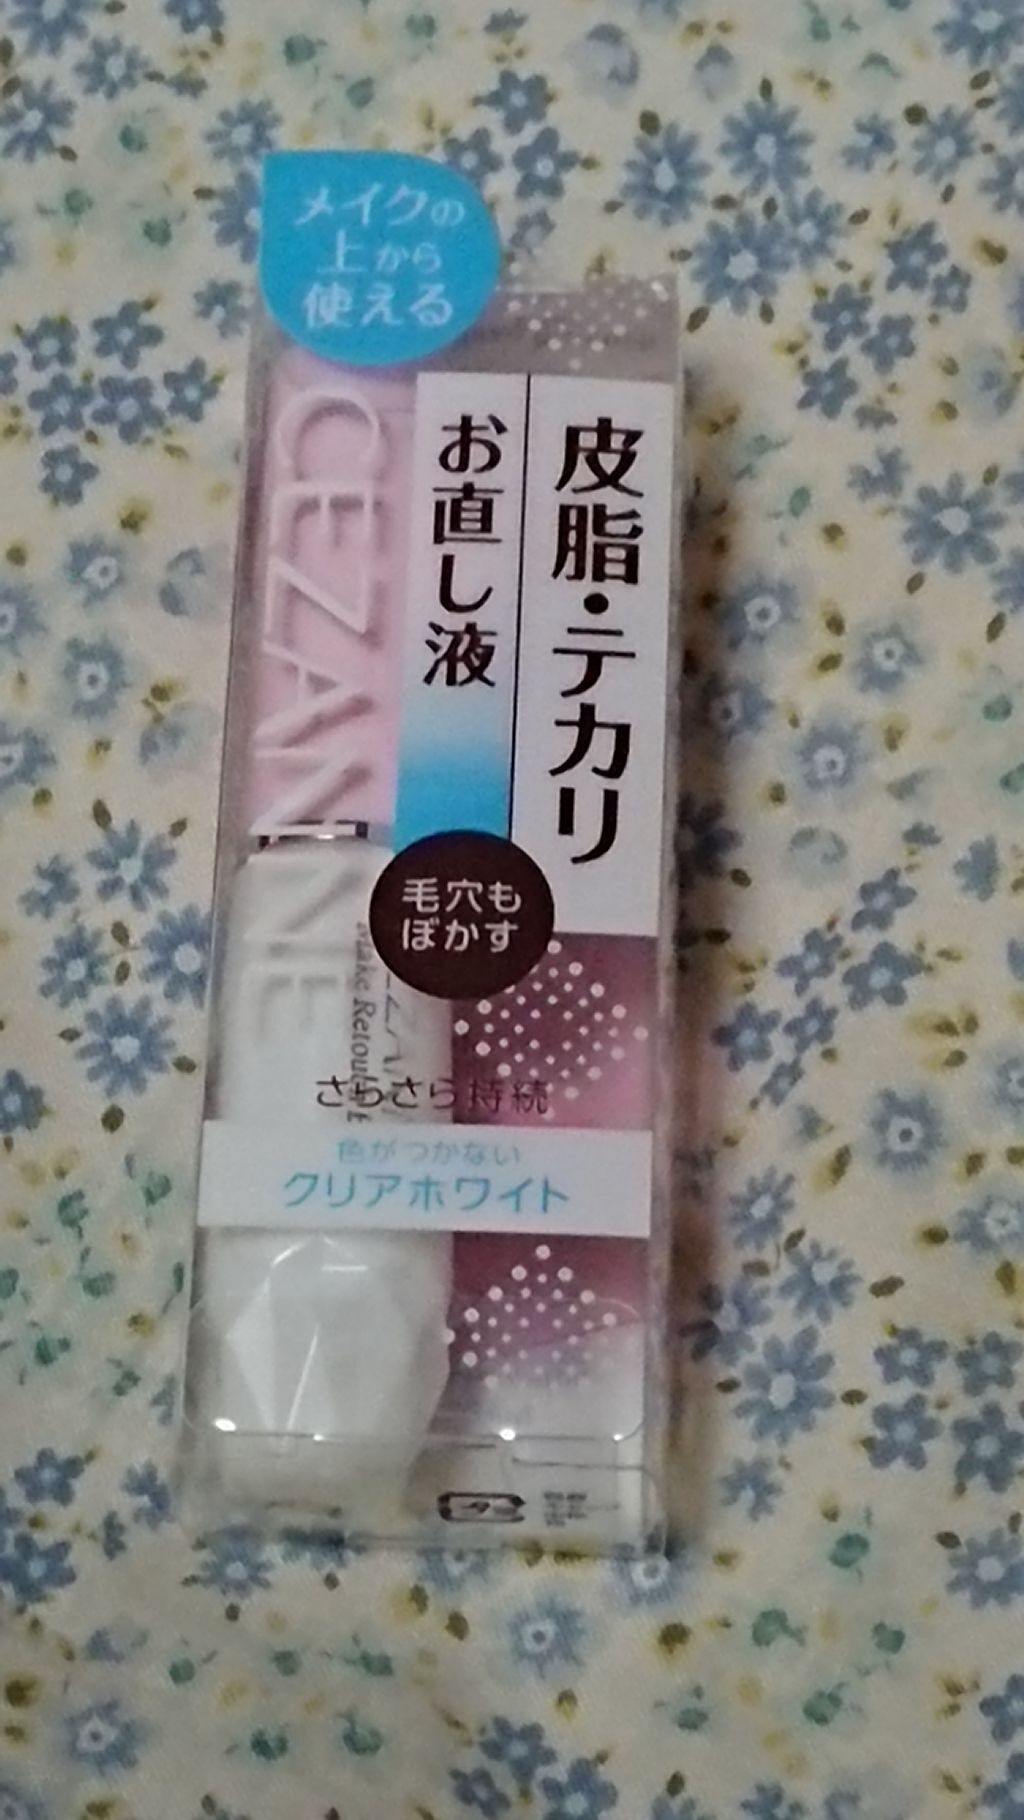 メイクの
上から
使える
皮脂・テカリ
お直し液
CEZANNE
毛穴も
ぼかす
さらさら持続
色がつかない
クリアホワイト